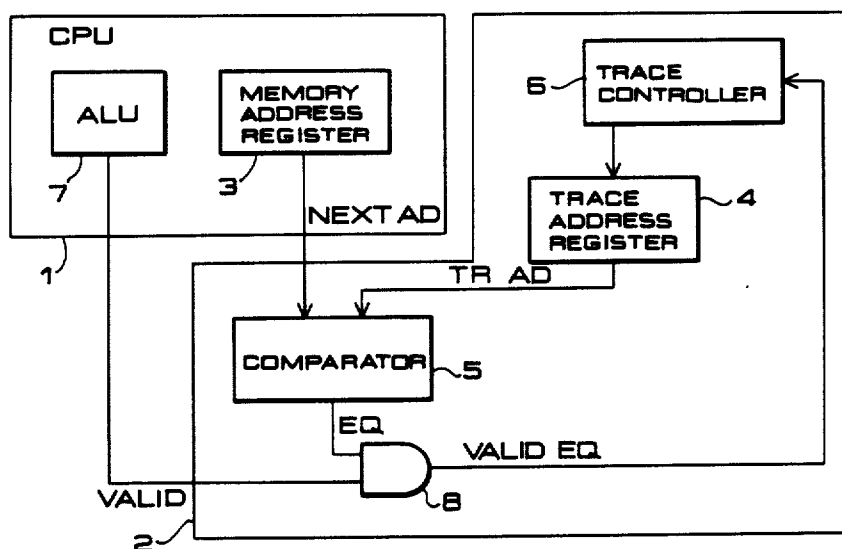 CPU
ALU
7
MEMORY
ADDRESS
REGISTER
3
NEXT AD
1
6
TRACE
CONTROLLER
TRACE
ADDRESS
REGISTER
4
TR AD
COMPARATOR
5
EQ
VALID EQ
8
VALID
2